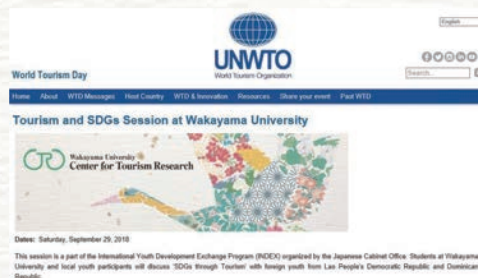 English
UNWTO
World Tourism Organization
World Tourism Day
Search...
Home About WTD Messages Host Country WTD & Innovation Resources Share your event Past WTD
Tourism and SDGs Session at Wakayama University
CTR Wakayama University
Center for Tourism Research
Dates: Saturday, September 29, 2018
This session is a part of the International Youth Development Exchange Program (INDEX) organized by the Japanese Cabinet Office. Students at Wakayama
University and local youth participants will discuss 'SDGs through Tourism' with foreign youth from Lao People's Democratic Republic and Dominican
Republic.